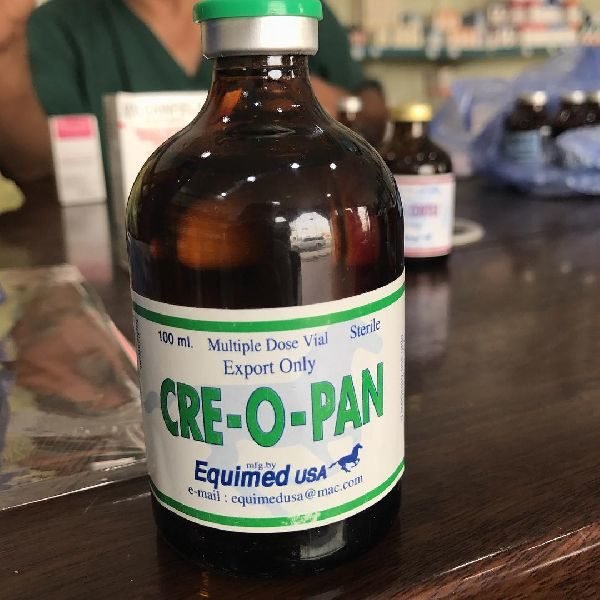 100 ml. Multiple Dose Vial Sterile
Export Only
CRE-O-PAN
mfg.by
Equimed USA
e-mail : equimedusa@mac.com